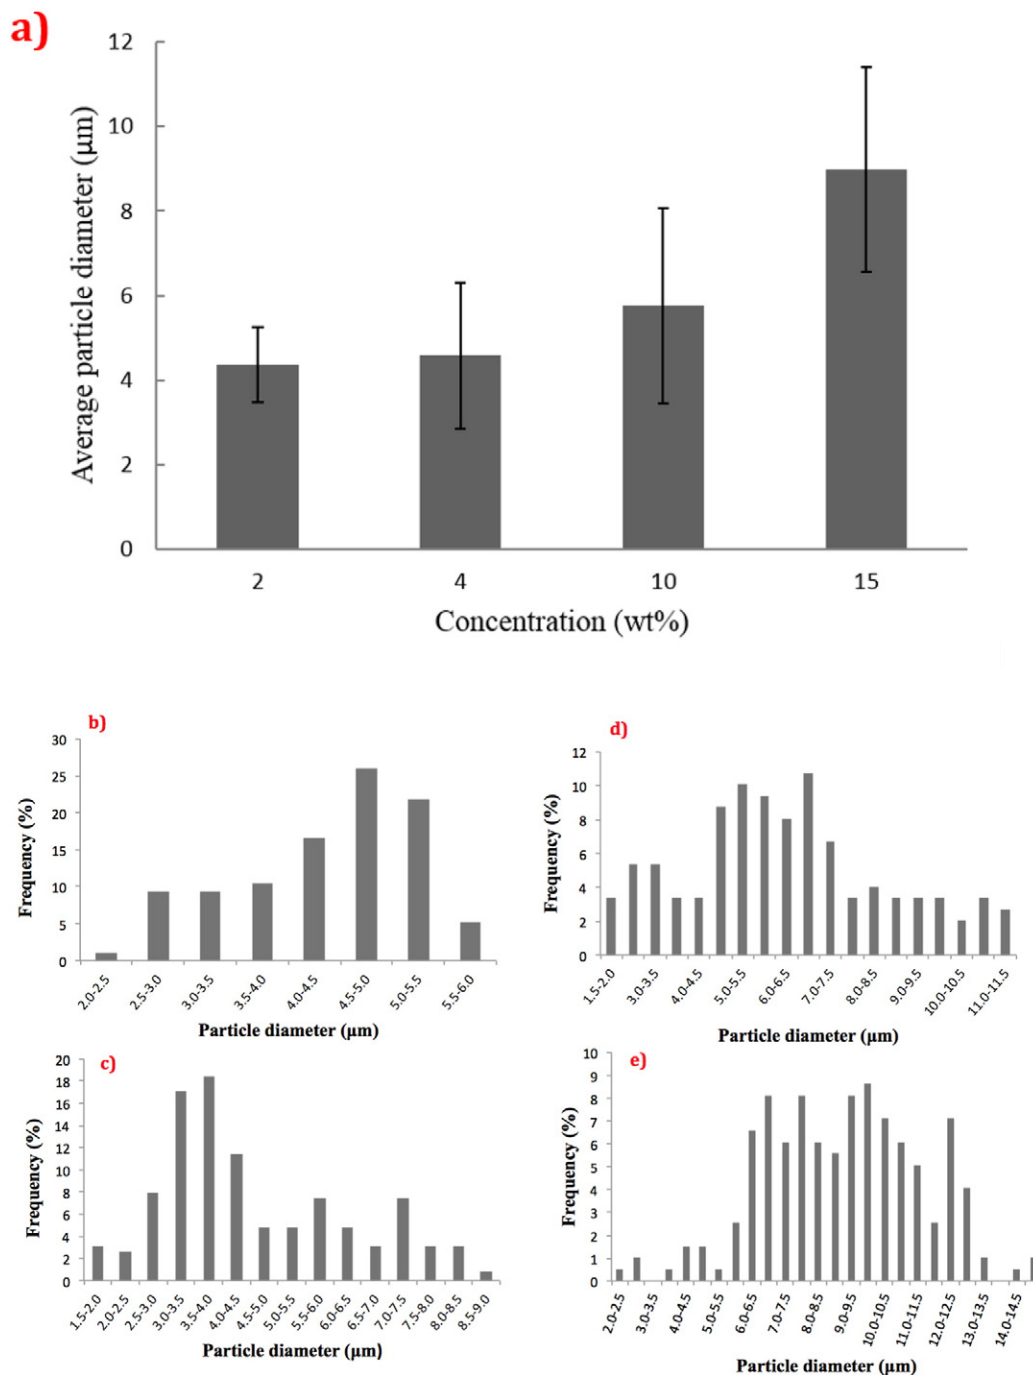 a)
12
10
8
6
4
2
0
Average particle diameter (µm)
2 4 10 15
Concentration (wt%)
b)
30
25
20
15
10
5
0
Frequency (%)
2.0-2.5 2.5-3.0 3.0-3.5 3.5-4.0 4.0-4.5 4.5-5.0 5.0-5.5 5.5-6.0
Particle diameter (µm)
d)
12
10
8
6
4
2
0
Frequency (%)
1.5-2.0 3.0-3.5 4.0-4.5 5.0-5.5 6.0-6.5 7.0-7.5 8.0-8.5 9.0-9.5 10.0-10.5 11.0-11.5
Particle diameter (µm)
c)
20
18
16
14
12
10
8
6
4
2
0
Frequency (%)
1.5-2.0 2.0-2.5 2.5-3.0 3.0-3.5 3.5-4.0 4.0-4.5 4.5-5.0 5.0-5.5 5.5-6.0 6.0-6.5 6.5-7.0 7.0-7.5 7.5-8.0 8.0-8.5 8.5-9.0
Particle diameter (µm)
e)
10
9
8
7
6
5
4
3
2
1
0
Frequency (%)
2.0-2.5 3.0-3.5 4.0-4.5 5.0-5.5 6.0-6.5 7.0-7.5 8.0-8.5 9.0-9.5 10.0-10.5 11.0-11.5 12.0-12.5 13.0-13.5 14.0-14.5
Particle diameter (µm)